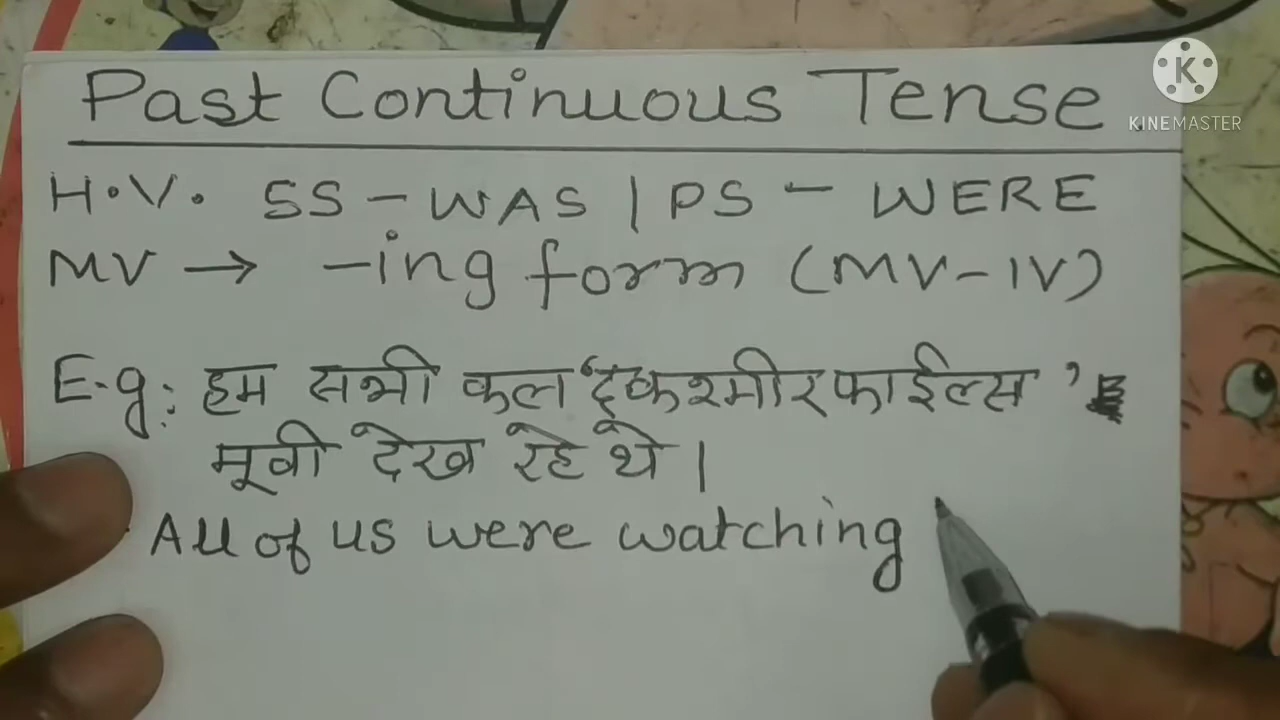 Past Continuous Tense
H.V. SS - WAS | PS - WERE
MV → -ing form (MV-IV)
E.g: हम सभी कल 'द कश्मीर फाईल्स'
मूवी देख रहे थे।
All of us were watching
K
KINEMASTER